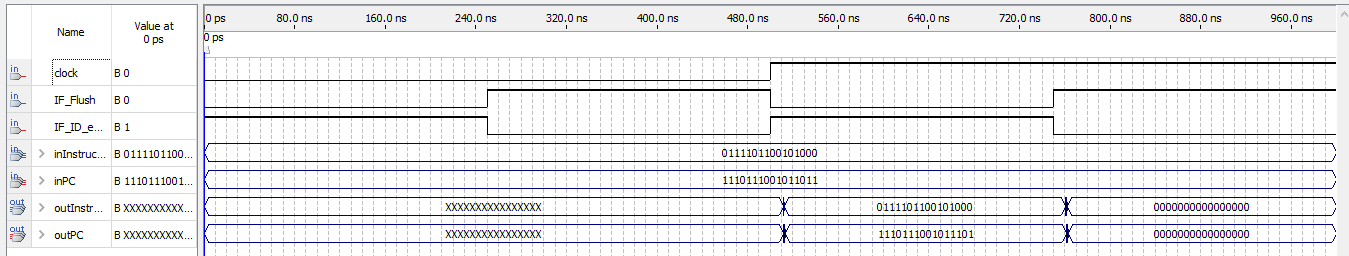 Name Value at 0 ps
0 ps 80.0 ns 160.0 ns 240.0 ns 320.0 ns 400.0 ns 480.0 ns 560.0 ns 640.0 ns 720.0 ns 800.0 ns 880.0 ns 960.0 ns
0 ps
in clock B 0
in IF_Flush B 0
in IF_ID_e... B 1
in inInstruc... B 0111101100... 0111101100101000
in inPC B 1110111001... 1110111001011011
out outInstr... B XXXXXXXXXX... XXXXXXXXXXXXXXXX 0111101100101000 0000000000000000
out outPC B XXXXXXXXXX... XXXXXXXXXXXXXXXX 1110111001011101 0000000000000000